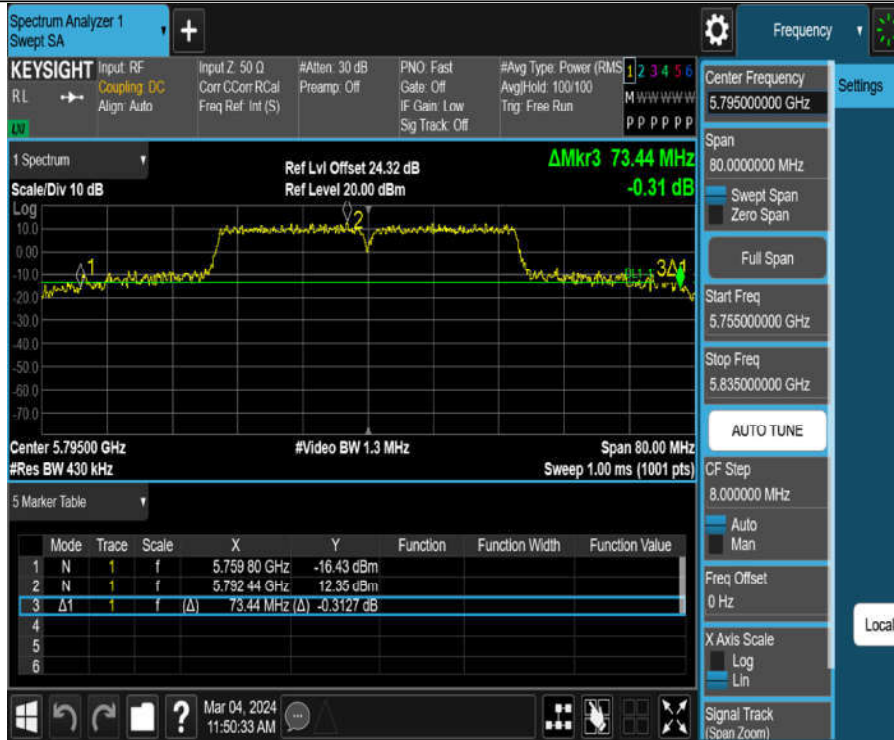 Spectrum Analyzer 1
Swept SA
+
Frequency
KEYSIGHT
Input: RF
Coupling: DC
Align: Auto
Input Z: 50 Ω
Corr CCorr RCal
Freq Ref: Int (S)
#Atten: 30 dB
Preamp: Off
PNO: Fast
Gate: Off
IF Gain: Low
Sig Track: Off
#Avg Type: Power (RMS
Avg|Hold: 100/100
Trig: Free Run
1 2 3 4 5 6
M W W W W W
P P P P P P
RL
LXI
1 Spectrum
Scale/Div 10 dB
Ref Lvl Offset 24.32 dB
Ref Level 20.00 dBm
ΔMkr3 73.44 MHz
-0.31 dB
Log
10.0
0.00
-10.0
-20.0
-30.0
-40.0
-50.0
-60.0
-70.0
1
2
3Δ1
Center 5.79500 GHz
#Res BW 430 kHz
#Video BW 1.3 MHz
Span 80.00 MHz
Sweep 1.00 ms (1001 pts)
5 Marker Table
Mode Trace Scale X Y Function Function Width Function Value
1 N 1 f 5.759 80 GHz -16.43 dBm
2 N 1 f 5.792 44 GHz 12.35 dBm
3 Δ1 1 f (Δ) 73.44 MHz (Δ) -0.3127 dB
4
5
6
?
Mar 04, 2024
11:50:33 AM
Center Frequency
5.795000000 GHz
Span
80.0000000 MHz
Swept Span
Zero Span
Full Span
Start Freq
5.755000000 GHz
Stop Freq
5.835000000 GHz
AUTO TUNE
CF Step
8.000000 MHz
Auto
Man
Freq Offset
0 Hz
X Axis Scale
Log
Lin
Signal Track
(Span Zoom)
Settings
Local